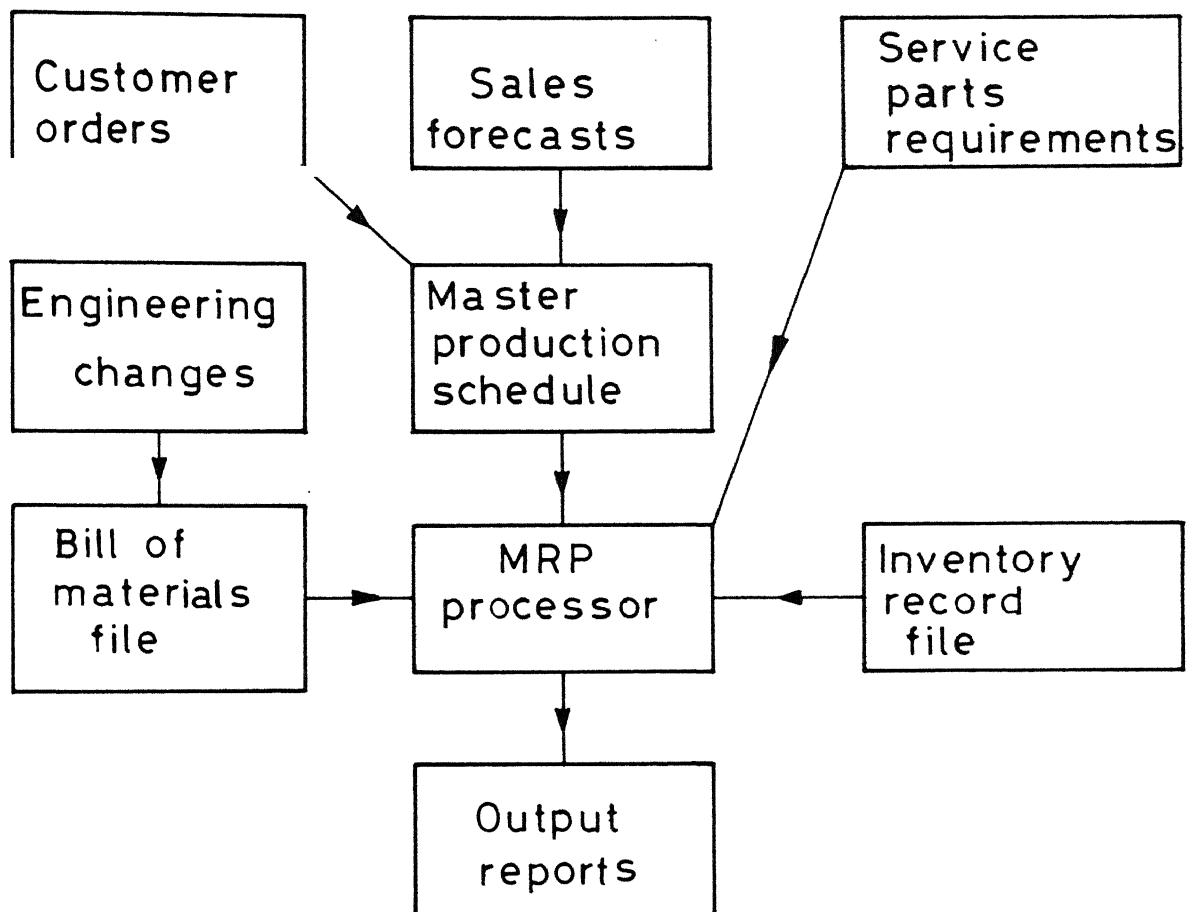 Customer
orders
Sales
forecasts
Service
parts
requirements
Engineering
changes
Master
production
schedule
Bill of
materials
file
MRP
processor
Inventory
record
file
Output
reports